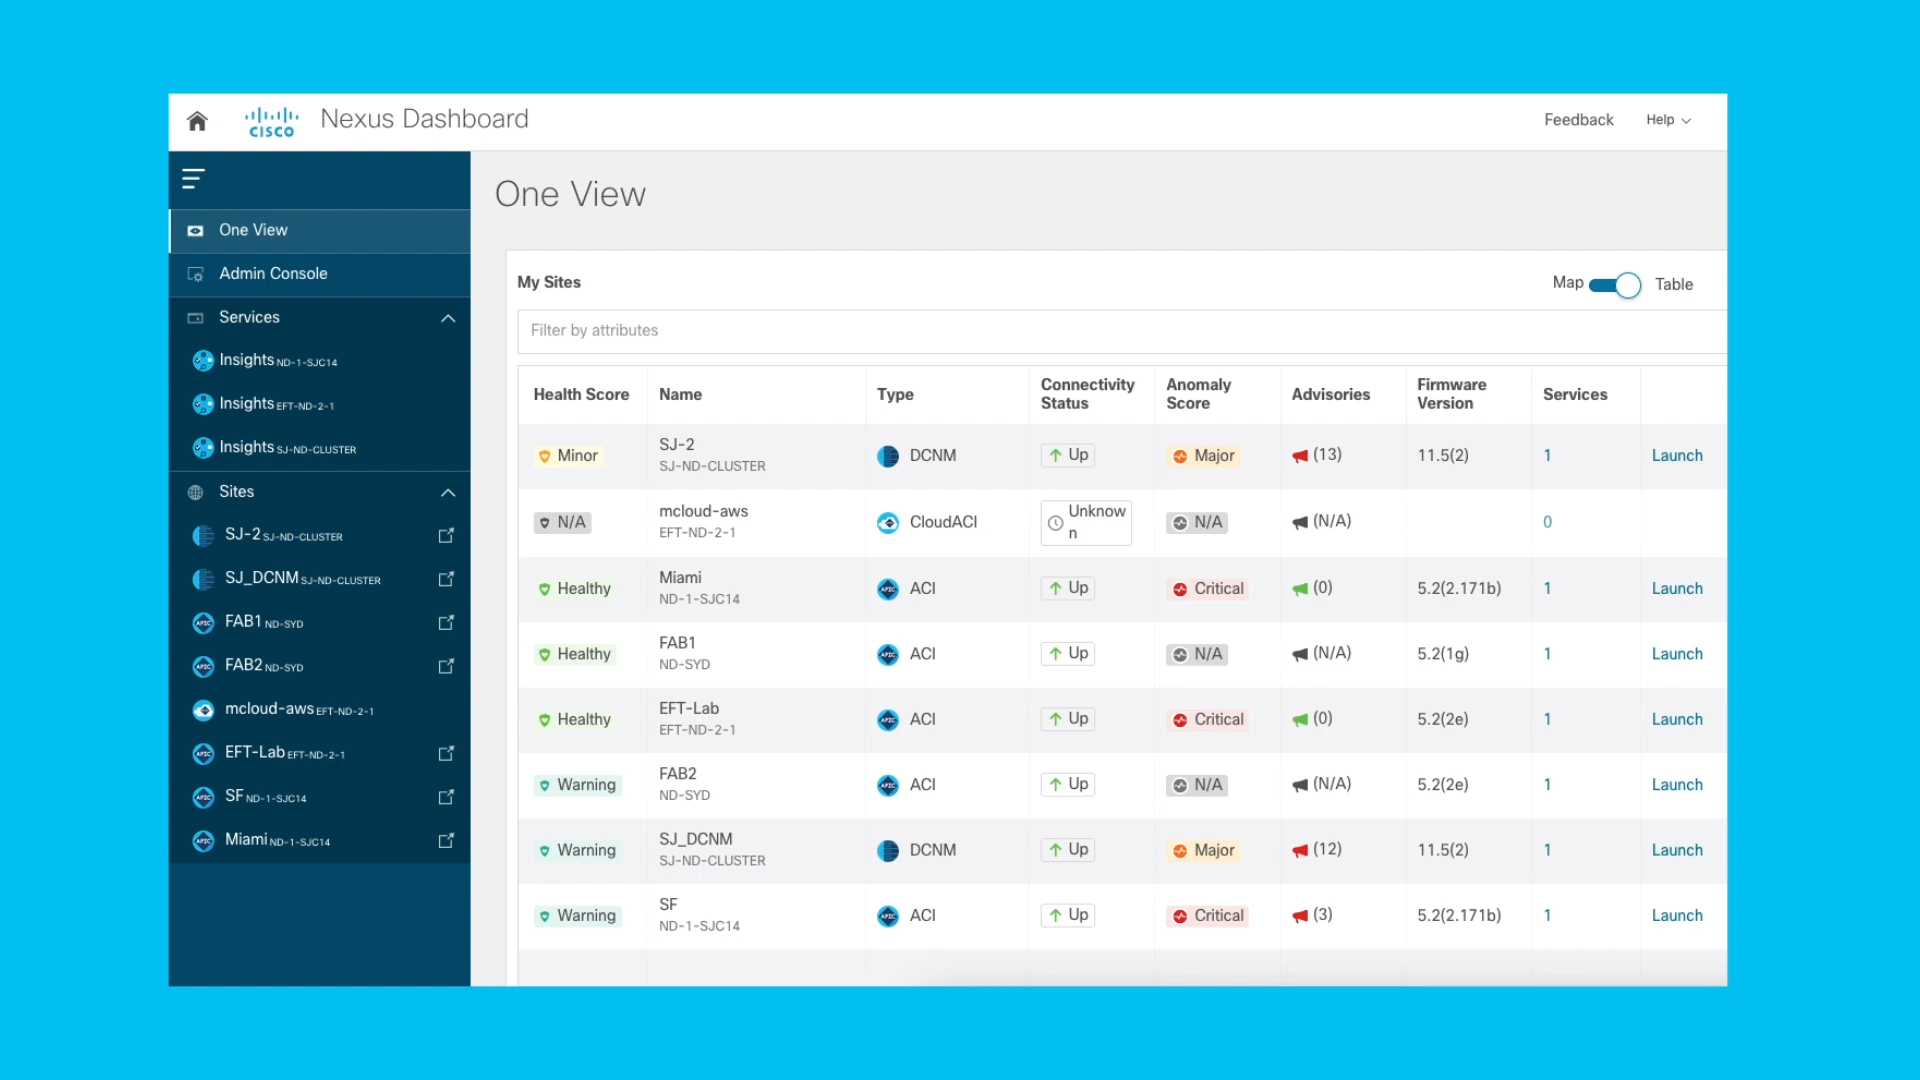 CISCO Nexus Dashboard Feedback Help
One View
Admin Console
Services
Insights ND-1-SJC14
Insights EFT-ND-2-1
Insights SJ-ND-CLUSTER
Sites
SJ-2 SJ-ND-CLUSTER
SJ_DCNM SJ-ND-CLUSTER
FAB1 ND-SYD
FAB2 ND-SYD
mcloud-aws EFT-ND-2-1
EFT-Lab EFT-ND-2-1
SF ND-1-SJC14
Miami ND-1-SJC14
One View
My Sites Map Table
Filter by attributes
Health Score Name Type Connectivity Status Anomaly Score Advisories Firmware Version Services
Minor SJ-2 SJ-ND-CLUSTER DCNM Up Major (13) 11.5(2) 1 Launch
N/A mcloud-aws EFT-ND-2-1 CloudACI Unknown N/A (N/A) 0
Healthy Miami ND-1-SJC14 APIC ACI Up Critical (0) 5.2(2.171b) 1 Launch
Healthy FAB1 ND-SYD APIC ACI Up N/A (N/A) 5.2(1g) 1 Launch
Healthy EFT-Lab EFT-ND-2-1 APIC ACI Up Critical (0) 5.2(2e) 1 Launch
Warning FAB2 ND-SYD APIC ACI Up N/A (N/A) 5.2(2e) 1 Launch
Warning SJ_DCNM SJ-ND-CLUSTER DCNM Up Major (12) 11.5(2) 1 Launch
Warning SF ND-1-SJC14 APIC ACI Up Critical (3) 5.2(2.171b) 1 Launch